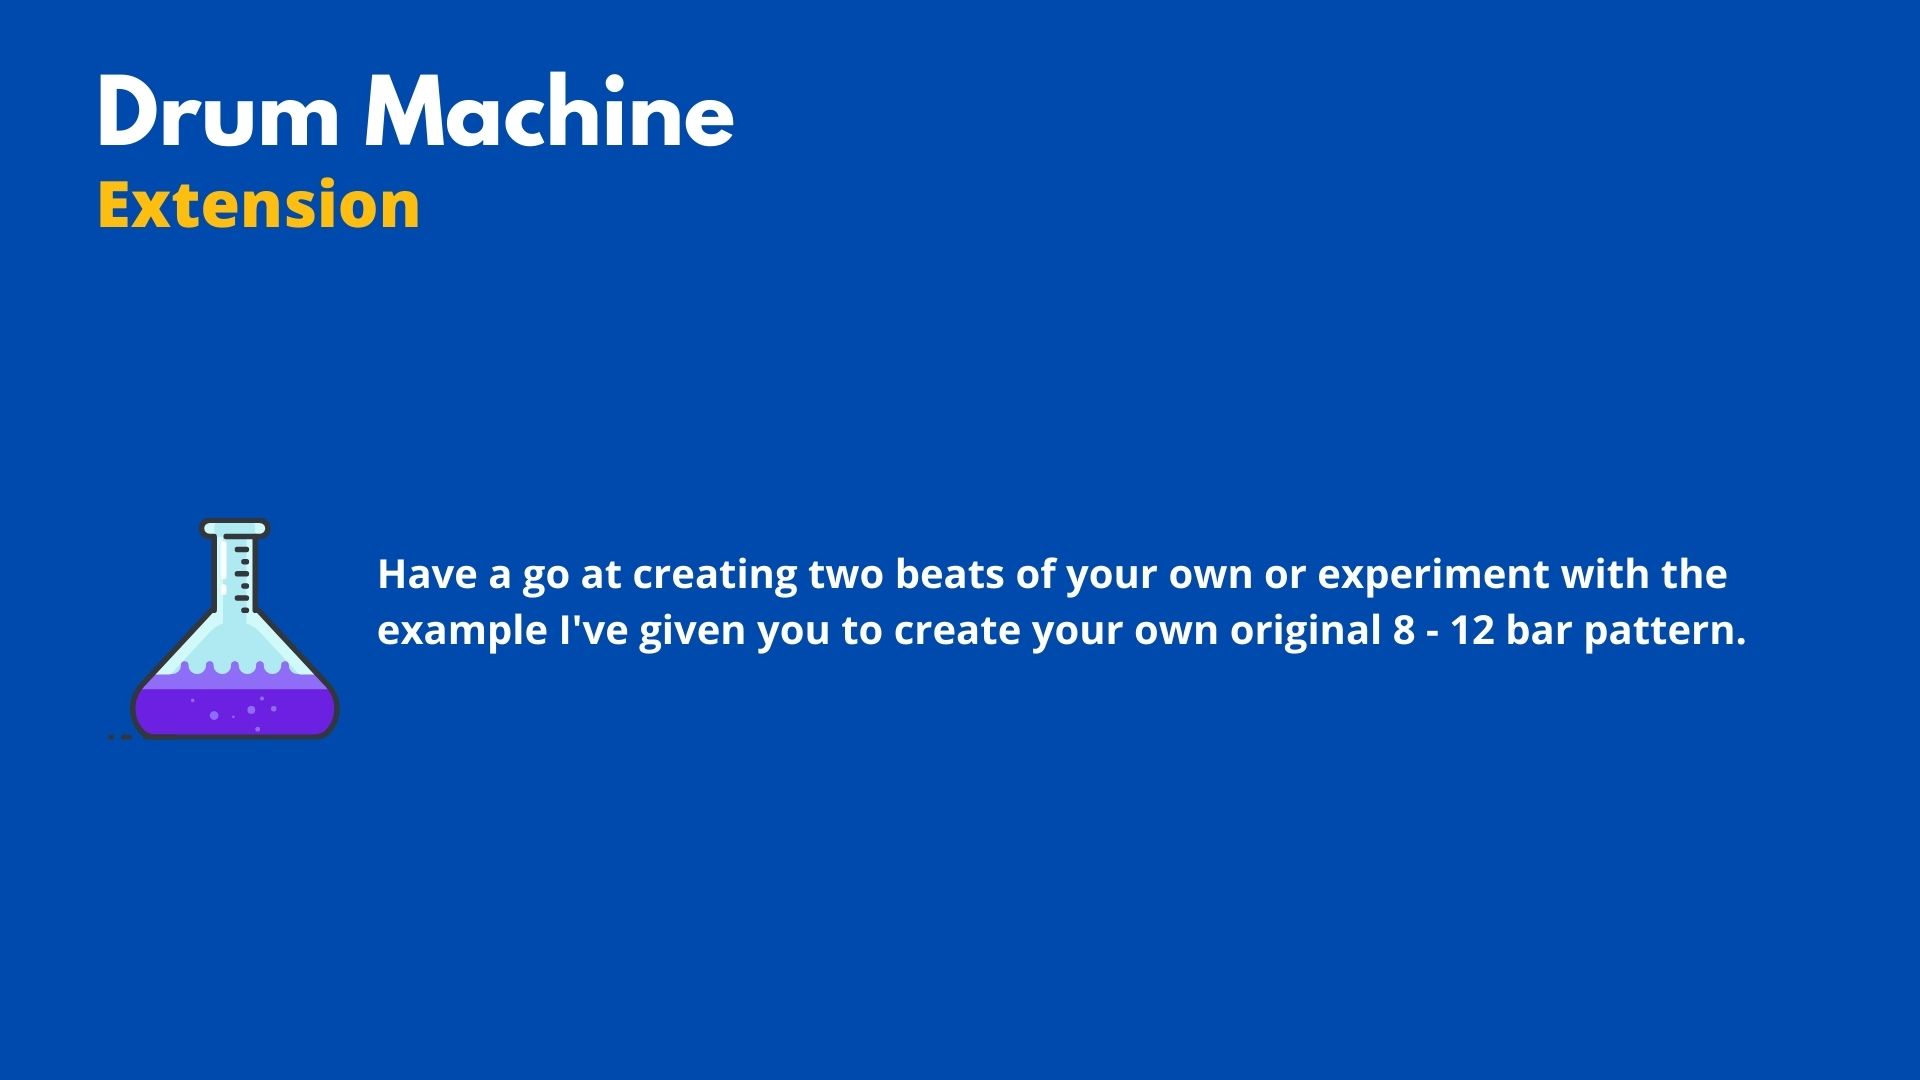 Drum Machine
Extension
Have a go at creating two beats of your own or experiment with the
example I've given you to create your own original 8 - 12 bar pattern.